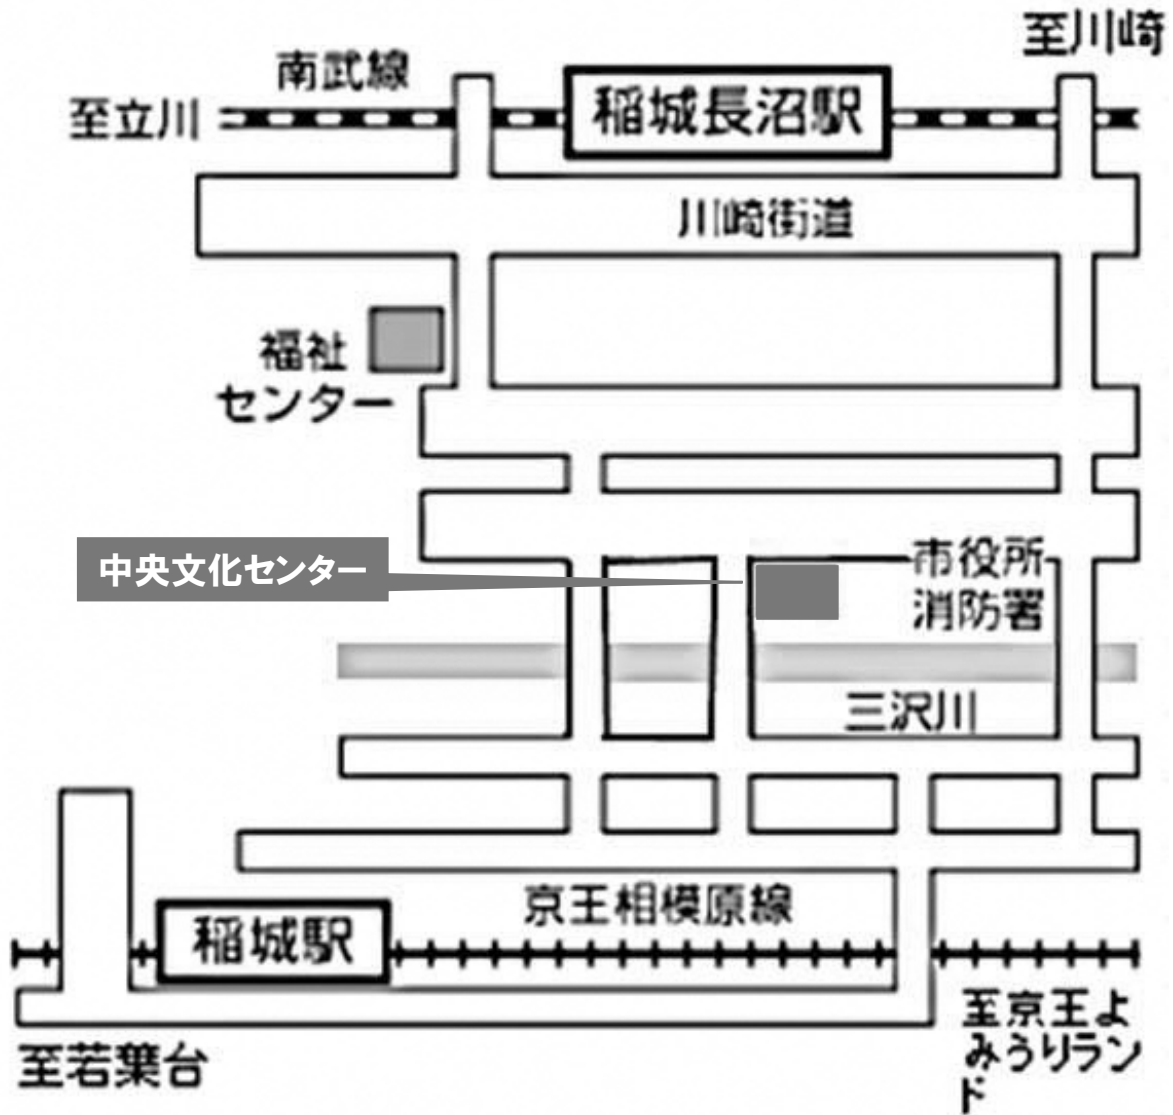 至川崎
南武線
至立川
稲城長沼駅
川崎街道
福祉
センター
中央文化センター
市役所
消防署
三沢川
京王相模原線
稲城駅
至京王よ
みうりラン
ド
至若葉台